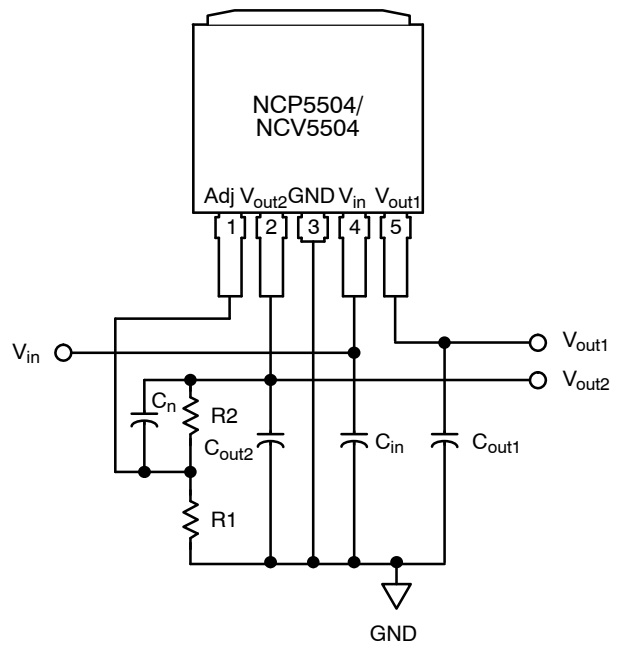 NCP5504/
NCV5504
Adj Vout2 GND Vin Vout1
1 2 3 4 5
Vin
Vout1
Vout2
Cn
R2
Cout2
Cin
Cout1
R1
GND